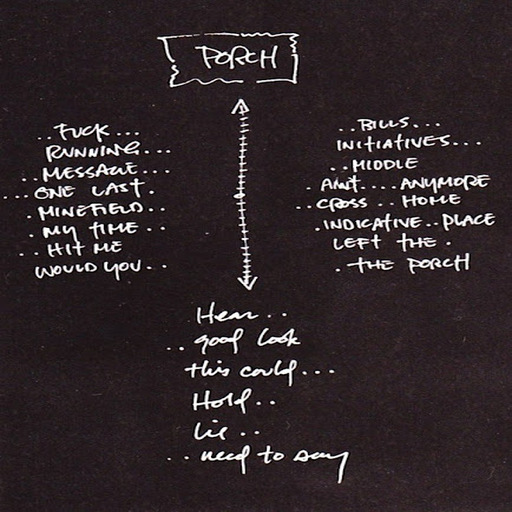 PORCH
..FUCK...
RUNNING...
..MESSAGE...
...ONE LAST.
.MINEFIELD..
.MY TIME..
..HIT ME
WOULD YOU..
..BILLS...
INITIATIVES...
..MIDDLE
.AIN'T....ANYMORE
..CROSS..HOME
.INDICATIVE..PLACE
LEFT THE.
.THE PORCH
Hear..
..good look
this could...
Hold..
Lie..
..need to say